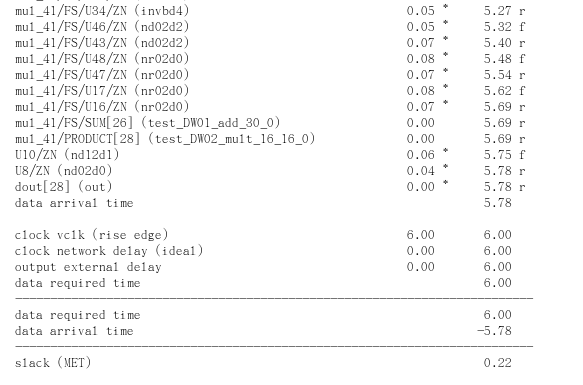 mul_41/FS/U34/ZN (invbd4) 0.05 * 5.27 r
mul_41/FS/U46/ZN (nd02d2) 0.05 * 5.32 f
mul_41/FS/U43/ZN (nd02d2) 0.07 * 5.40 r
mul_41/FS/U48/ZN (nr02d0) 0.08 * 5.48 f
mul_41/FS/U47/ZN (nr02d0) 0.07 * 5.54 r
mul_41/FS/U17/ZN (nr02d0) 0.08 * 5.62 f
mul_41/FS/U16/ZN (nr02d0) 0.07 * 5.69 r
mul_41/FS/SUM[26] (test_DW01_add_30_0) 0.00 5.69 r
mul_41/PRODUCT[28] (test_DW02_mult_16_16_0) 0.00 5.69 r
U10/ZN (nd12d1) 0.06 * 5.75 f
U8/ZN (nd02d0) 0.04 * 5.78 r
dout[28] (out) 0.00 * 5.78 r
data arrival time 5.78
clock vclk (rise edge) 6.00 6.00
clock network delay (ideal) 0.00 6.00
output external delay 0.00 6.00
data required time 6.00
data required time 6.00
data arrival time -5.78
slack (MET) 0.22